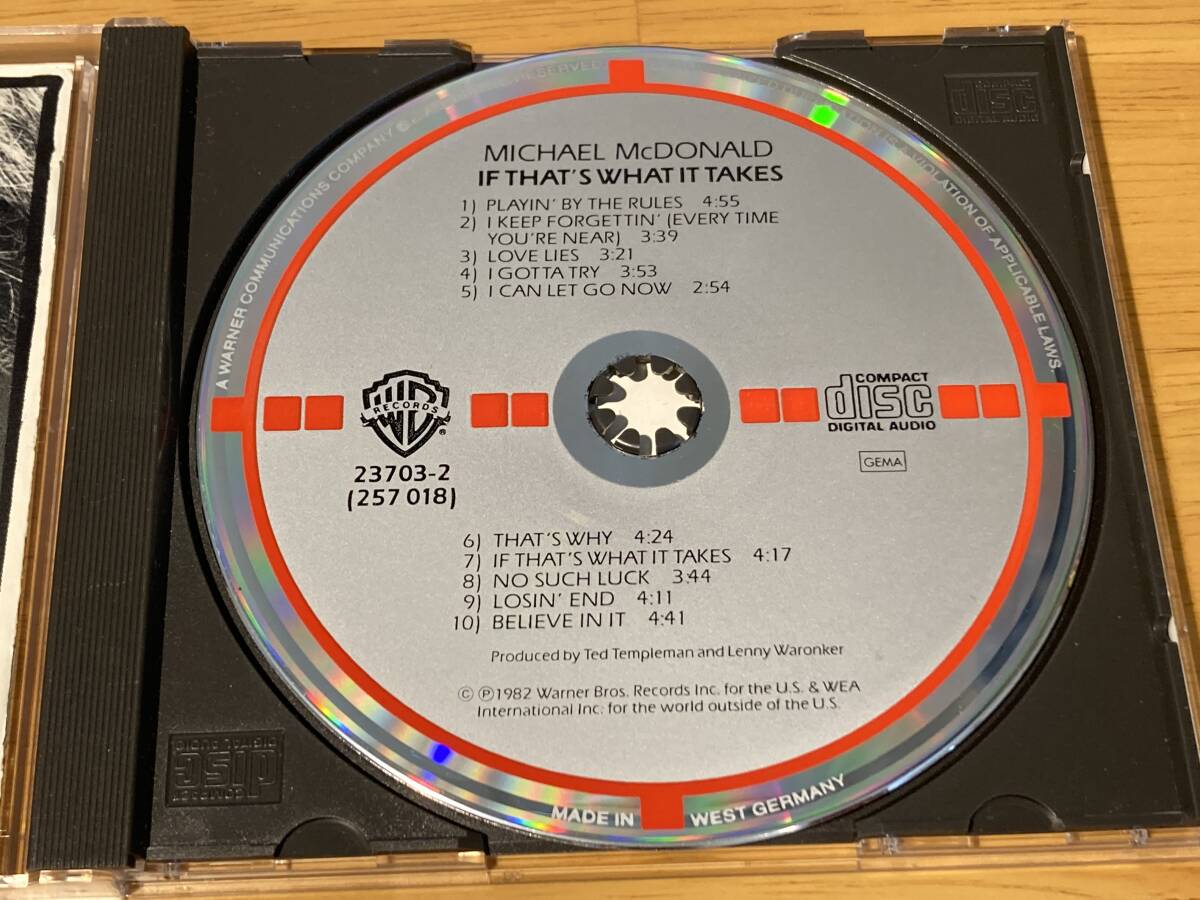 MICHAEL McDONALD
IF THAT'S WHAT IT TAKES
1) PLAYIN' BY THE RULES 4:55
2) I KEEP FORGETTIN' (EVERY TIME
YOU'RE NEAR) 3:39
3) LOVE LIES 3:21
4) I GOTTA TRY 3:53
5) I CAN LET GO NOW 2:54
WB
RECORDS
®
23703-2
(257 018)
COMPACT
disc
DIGITAL AUDIO
GEMA
6) THAT'S WHY 4:24
7) IF THAT'S WHAT IT TAKES 4:17
8) NO SUCH LUCK 3:44
9) LOSIN' END 4:11
10) BELIEVE IN IT 4:41
Produced by Ted Templeman and Lenny Waronker
© ℗1982 Warner Bros. Records Inc. for the U.S. & WEA
International Inc. for the world outside of the U.S.
A WARNER COMMUNICATIONS COMPANY RESERVED A VIOLATION OF APPLICABLE LAWS.
MADE IN WEST GERMANY
COMPACT
disc
DIGITAL AUDIO
COMPACT
disc
DIGITAL AUDIO